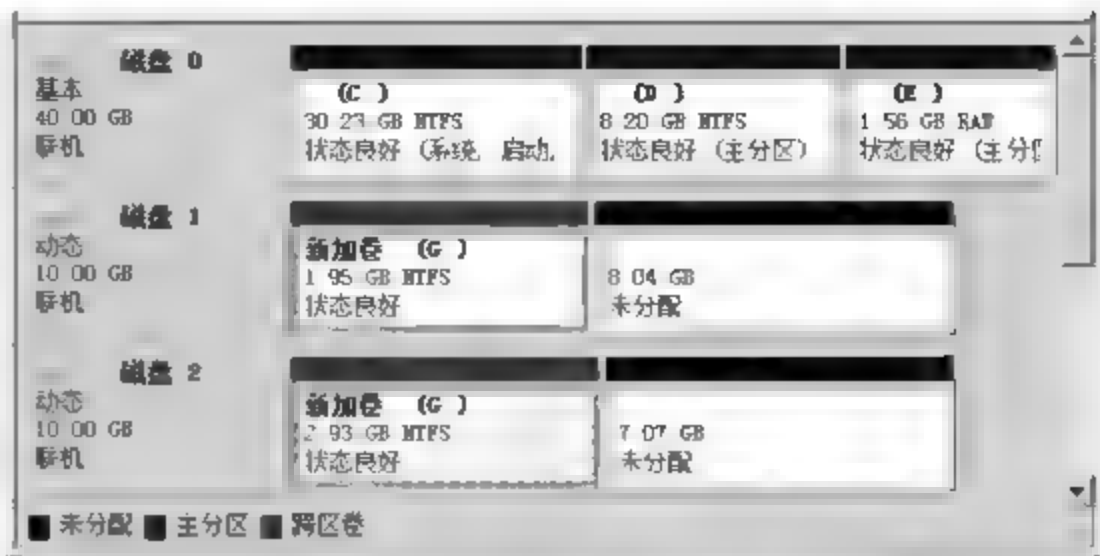 磁盘 0
基本
40 00 GB
联机
(C )
30 23 GB NTFS
状态良好 (系统 启动
(D )
8 20 GB NTFS
状态良好 (主分区)
(E )
1 56 GB RAW
状态良好 (主分
磁盘 1
动态
10 00 GB
联机
新加卷 (G )
1 95 GB NTFS
状态良好
8 04 GB
未分配
磁盘 2
动态
10 00 GB
联机
新加卷 (G )
2 93 GB NTFS
状态良好
7 07 GB
未分配
未分配 主分区 跨区卷